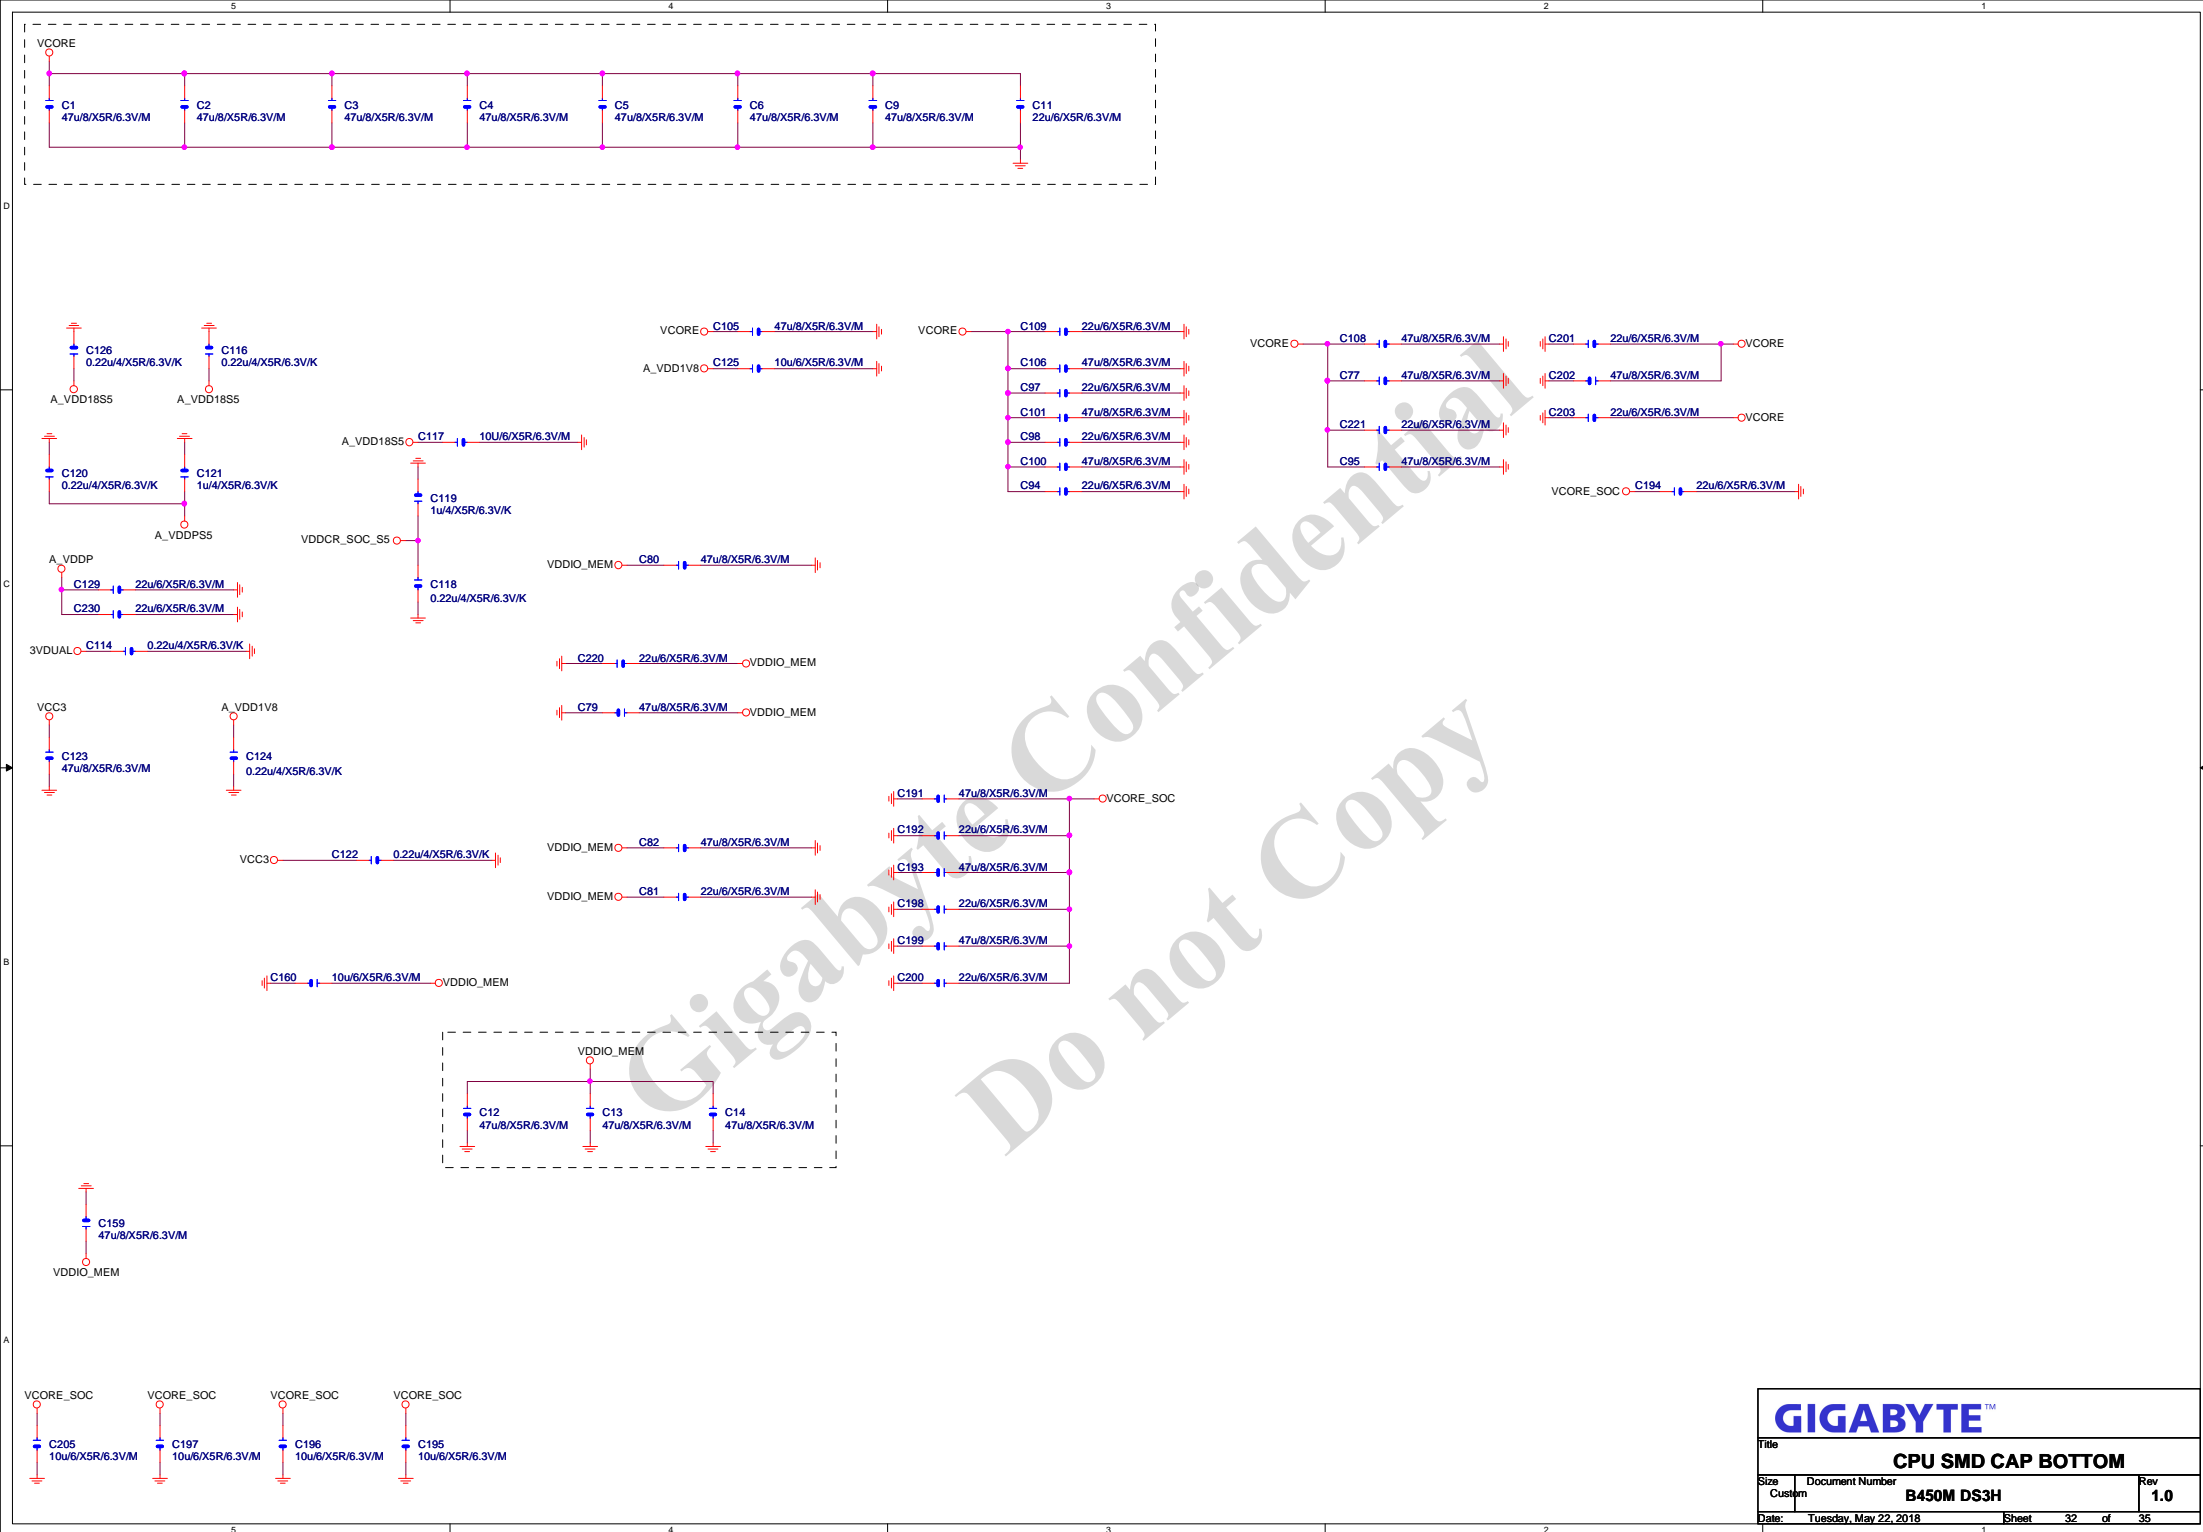 5 4 3 2 1
VCORE
C1 C2 C3 C4 C5 C6 C9 C11
47u/8/X5R/6.3V/M 47u/8/X5R/6.3V/M 47u/8/X5R/6.3V/M 47u/8/X5R/6.3V/M 47u/8/X5R/6.3V/M 47u/8/X5R/6.3V/M 47u/8/X5R/6.3V/M 22u/6/X5R/6.3V/M
D
C126
0.22u/4/X5R/6.3V/K
A_VDD18S5
C116
0.22u/4/X5R/6.3V/K
A_VDD18S5
VCORE C105 47u/8/X5R/6.3V/M
A_VDD1V8 C125 10u/6/X5R/6.3V/M
VCORE C109 22u/6/X5R/6.3V/M
C106 47u/8/X5R/6.3V/M
C97 22u/6/X5R/6.3V/M
C101 47u/8/X5R/6.3V/M
C98 22u/6/X5R/6.3V/M
C100 47u/8/X5R/6.3V/M
C94 22u/6/X5R/6.3V/M
VCORE C108 47u/8/X5R/6.3V/M
C77 47u/8/X5R/6.3V/M
C221 22u/6/X5R/6.3V/M
C95 47u/8/X5R/6.3V/M
C201 22u/6/X5R/6.3V/M VCORE
C202 47u/8/X5R/6.3V/M
C203 22u/6/X5R/6.3V/M VCORE
VCORE_SOC C194 22u/6/X5R/6.3V/M
C120
0.22u/4/X5R/6.3V/K
C121
1u/4/X5R/6.3V/K
A_VDDPS5
A_VDD18S5 C117 10U/6/X5R/6.3V/M
C119
1u/4/X5R/6.3V/K
VDDCR_SOC_S5
C118
0.22u/4/X5R/6.3V/K
C
A_VDDP
C129 22u/6/X5R/6.3V/M
C230 22u/6/X5R/6.3V/M
3VDUAL C114 0.22u/4/X5R/6.3V/K
VDDIO_MEM C80 47u/8/X5R/6.3V/M
C220 22u/6/X5R/6.3V/M VDDIO_MEM
C79 47u/8/X5R/6.3V/M VDDIO_MEM
VCC3
C123
47u/8/X5R/6.3V/M
A_VDD1V8
C124
0.22u/4/X5R/6.3V/K
VCC3 C122 0.22u/4/X5R/6.3V/K
VDDIO_MEM C82 47u/8/X5R/6.3V/M
VDDIO_MEM C81 22u/6/X5R/6.3V/M
C191 47u/8/X5R/6.3V/M VCORE_SOC
C192 22u/6/X5R/6.3V/M
C193 47u/8/X5R/6.3V/M
C198 22u/6/X5R/6.3V/M
C199 47u/8/X5R/6.3V/M
C200 22u/6/X5R/6.3V/M
B
C160 10u/6/X5R/6.3V/M VDDIO_MEM
VDDIO_MEM
C12 C13 C14
47u/8/X5R/6.3V/M 47u/8/X5R/6.3V/M 47u/8/X5R/6.3V/M
Gigabyte Confidential
Do not Copy
C159
47u/8/X5R/6.3V/M
VDDIO_MEM
A
VCORE_SOC VCORE_SOC VCORE_SOC VCORE_SOC
C205 C197 C196 C195
10u/6/X5R/6.3V/M 10u/6/X5R/6.3V/M 10u/6/X5R/6.3V/M 10u/6/X5R/6.3V/M
GIGABYTE™
Title
CPU SMD CAP BOTTOM
Size Document Number Rev
Custom B450M DS3H 1.0
Date: Tuesday, May 22, 2018 Sheet 32 of 35
5 4 3 2 1